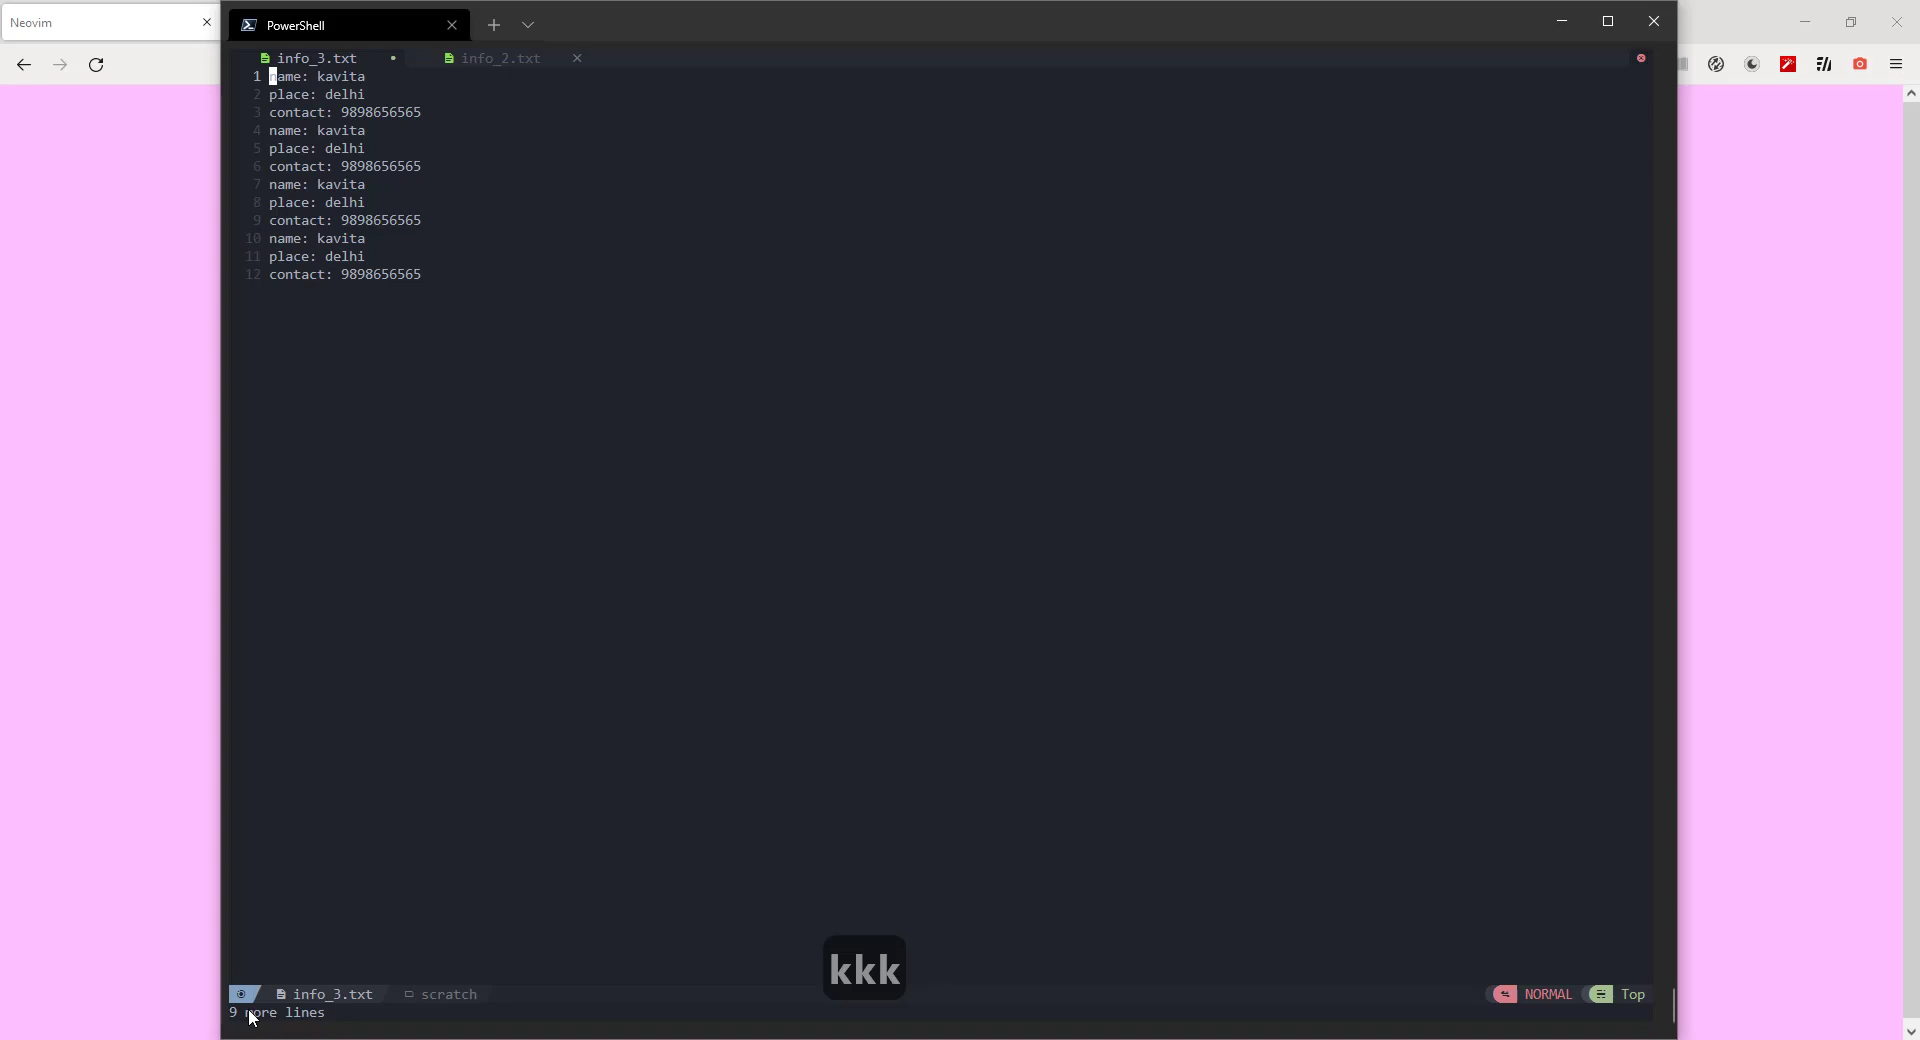 Neovim
PowerShell
info_3.txt
info_2.txt
1 name: kavita
2 place: delhi
3 contact: 9898656565
4 name: kavita
5 place: delhi
6 contact: 9898656565
7 name: kavita
8 place: delhi
9 contact: 9898656565
10 name: kavita
11 place: delhi
12 contact: 9898656565
kkk
info_3.txt scratch NORMAL Top
9 more lines